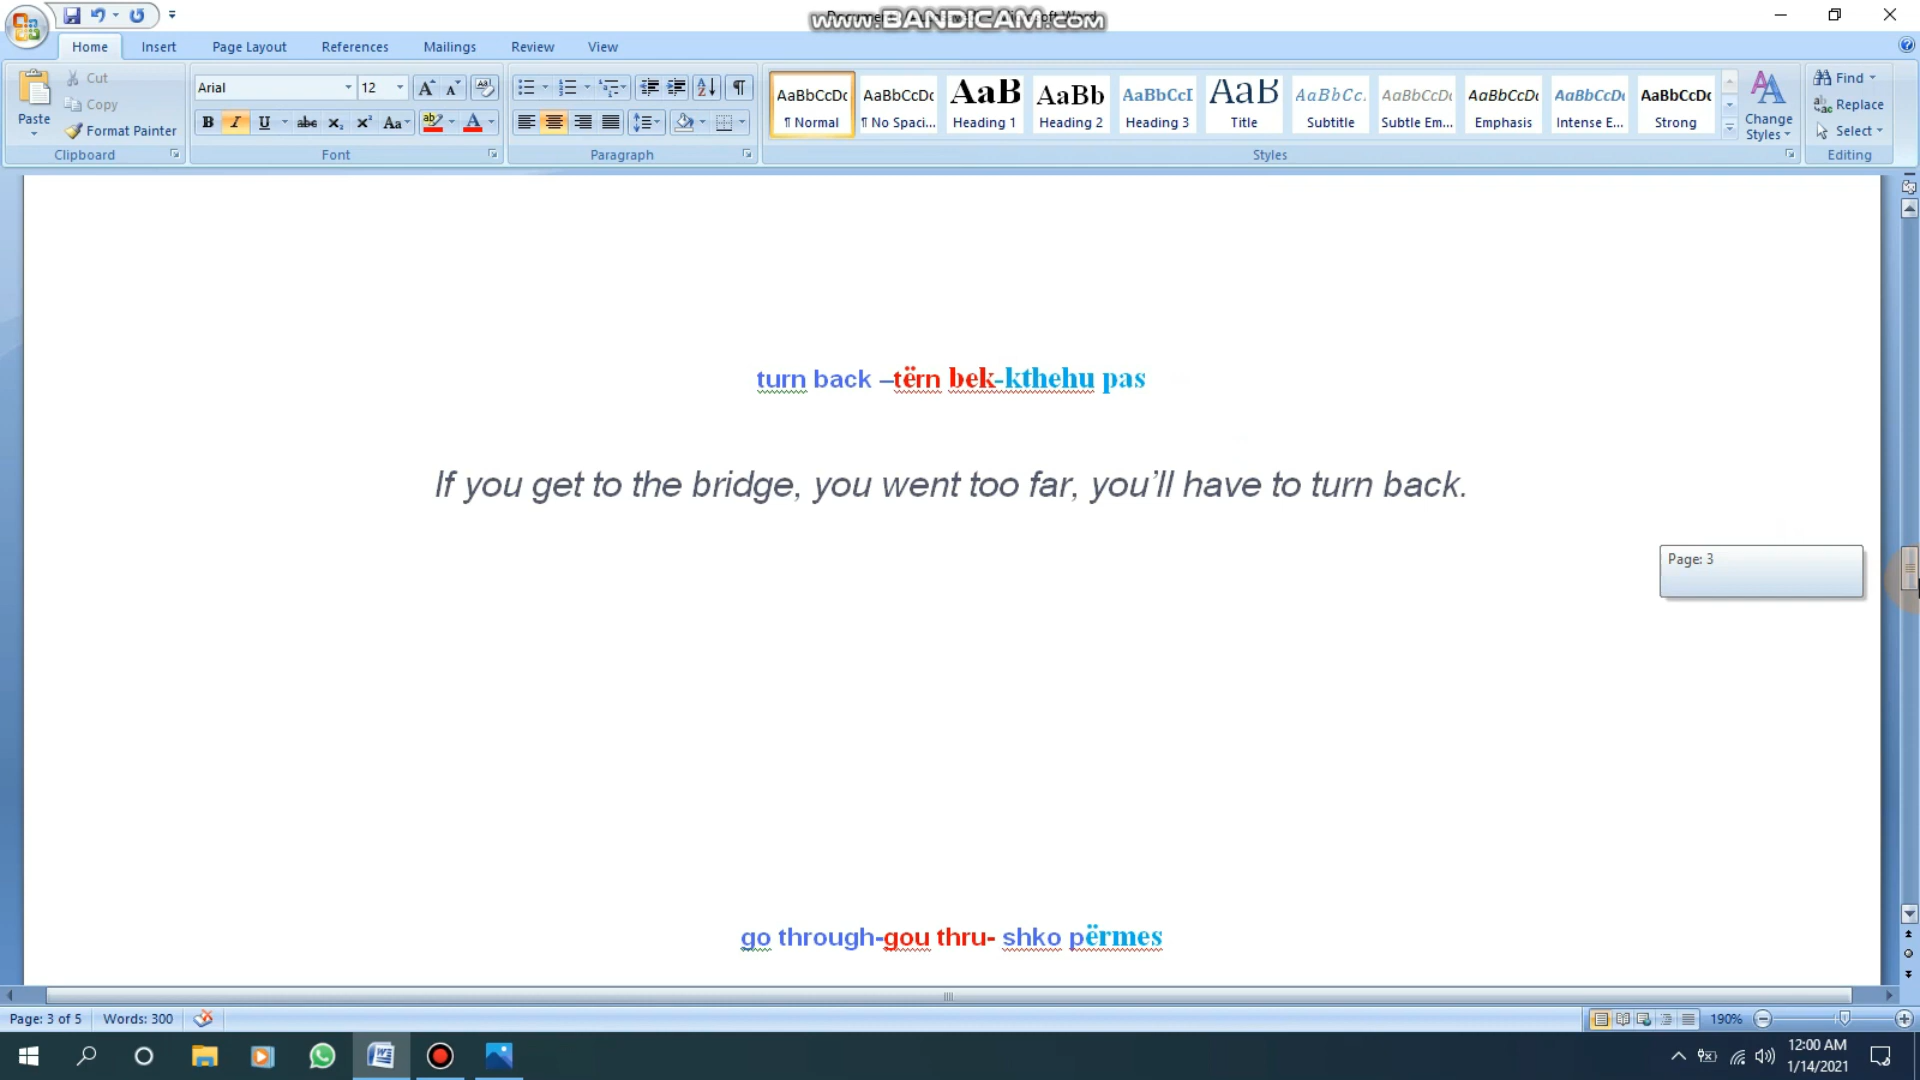 www.BANDICAM.com
Home Insert Page Layout References Mailings Review View
Paste
Cut
Copy
Format Painter
Clipboard
Arial 12
Font
Paragraph
AaBbCcDc AaBbCcDc AaB AaBb AaBbCcI AaB AaBbCc. AaBbCcDc AaBbCcDc AaBbCcDc AaBbCcDc
¶ Normal ¶ No Spaci... Heading 1 Heading 2 Heading 3 Title Subtitle Subtle Em... Emphasis Intense E... Strong
Change Styles
Styles
Find
Replace
Select
Editing
turn back –tërn bek-kthehu pas
If you get to the bridge, you went too far, you’ll have to turn back.
Page: 3
go through-gou thru- shko përmes
Page: 3 of 5 Words: 300 190%
12:00 AM
1/14/2021